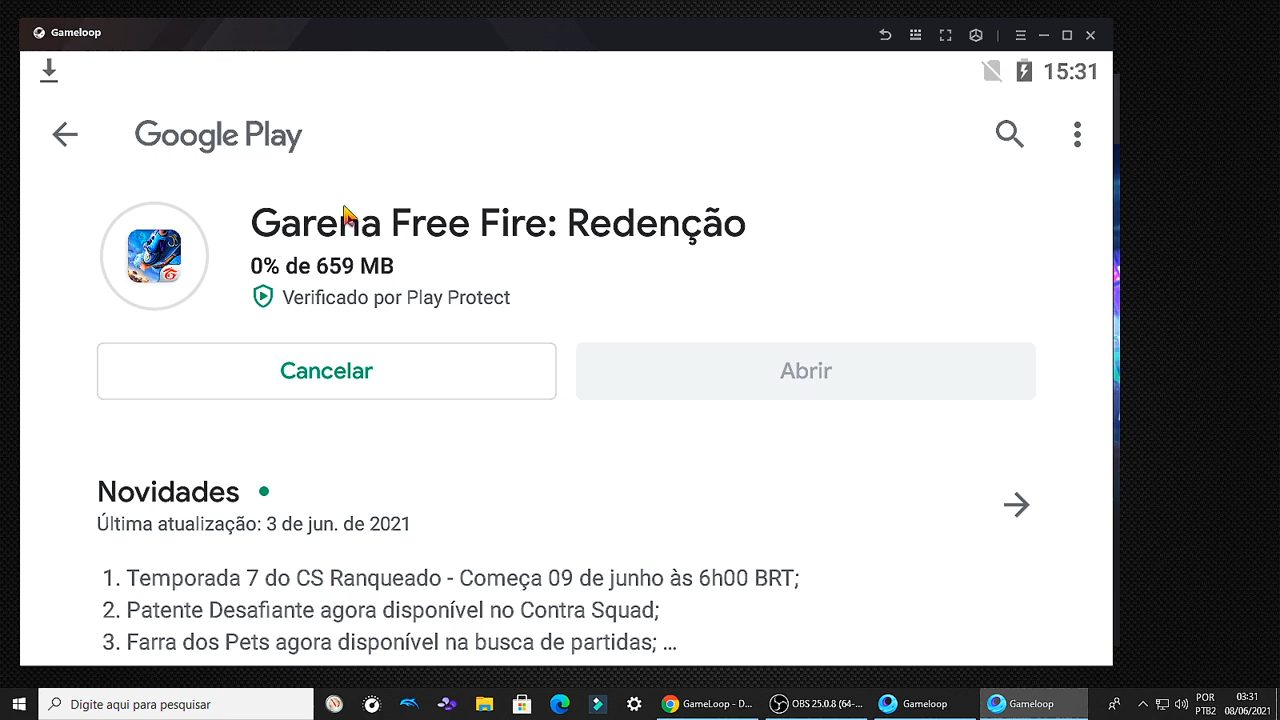 Gameloop
15:31
Google Play
Garena Free Fire: Redenção
0% de 659 MB
Verificado por Play Protect
Cancelar
Abrir
Novidades
Última atualização: 3 de jun. de 2021
1. Temporada 7 do CS Ranqueado - Começa 09 de junho às 6h00 BRT;
2. Patente Desafiante agora disponível no Contra Squad;
3. Farra dos Pets agora disponível na busca de partidas; ...
Digite aqui para pesquisar
GameLoop - D...
OBS 25.0.8 (64-...
Gameloop
Gameloop
POR
PTB2
03:31
08/06/2021